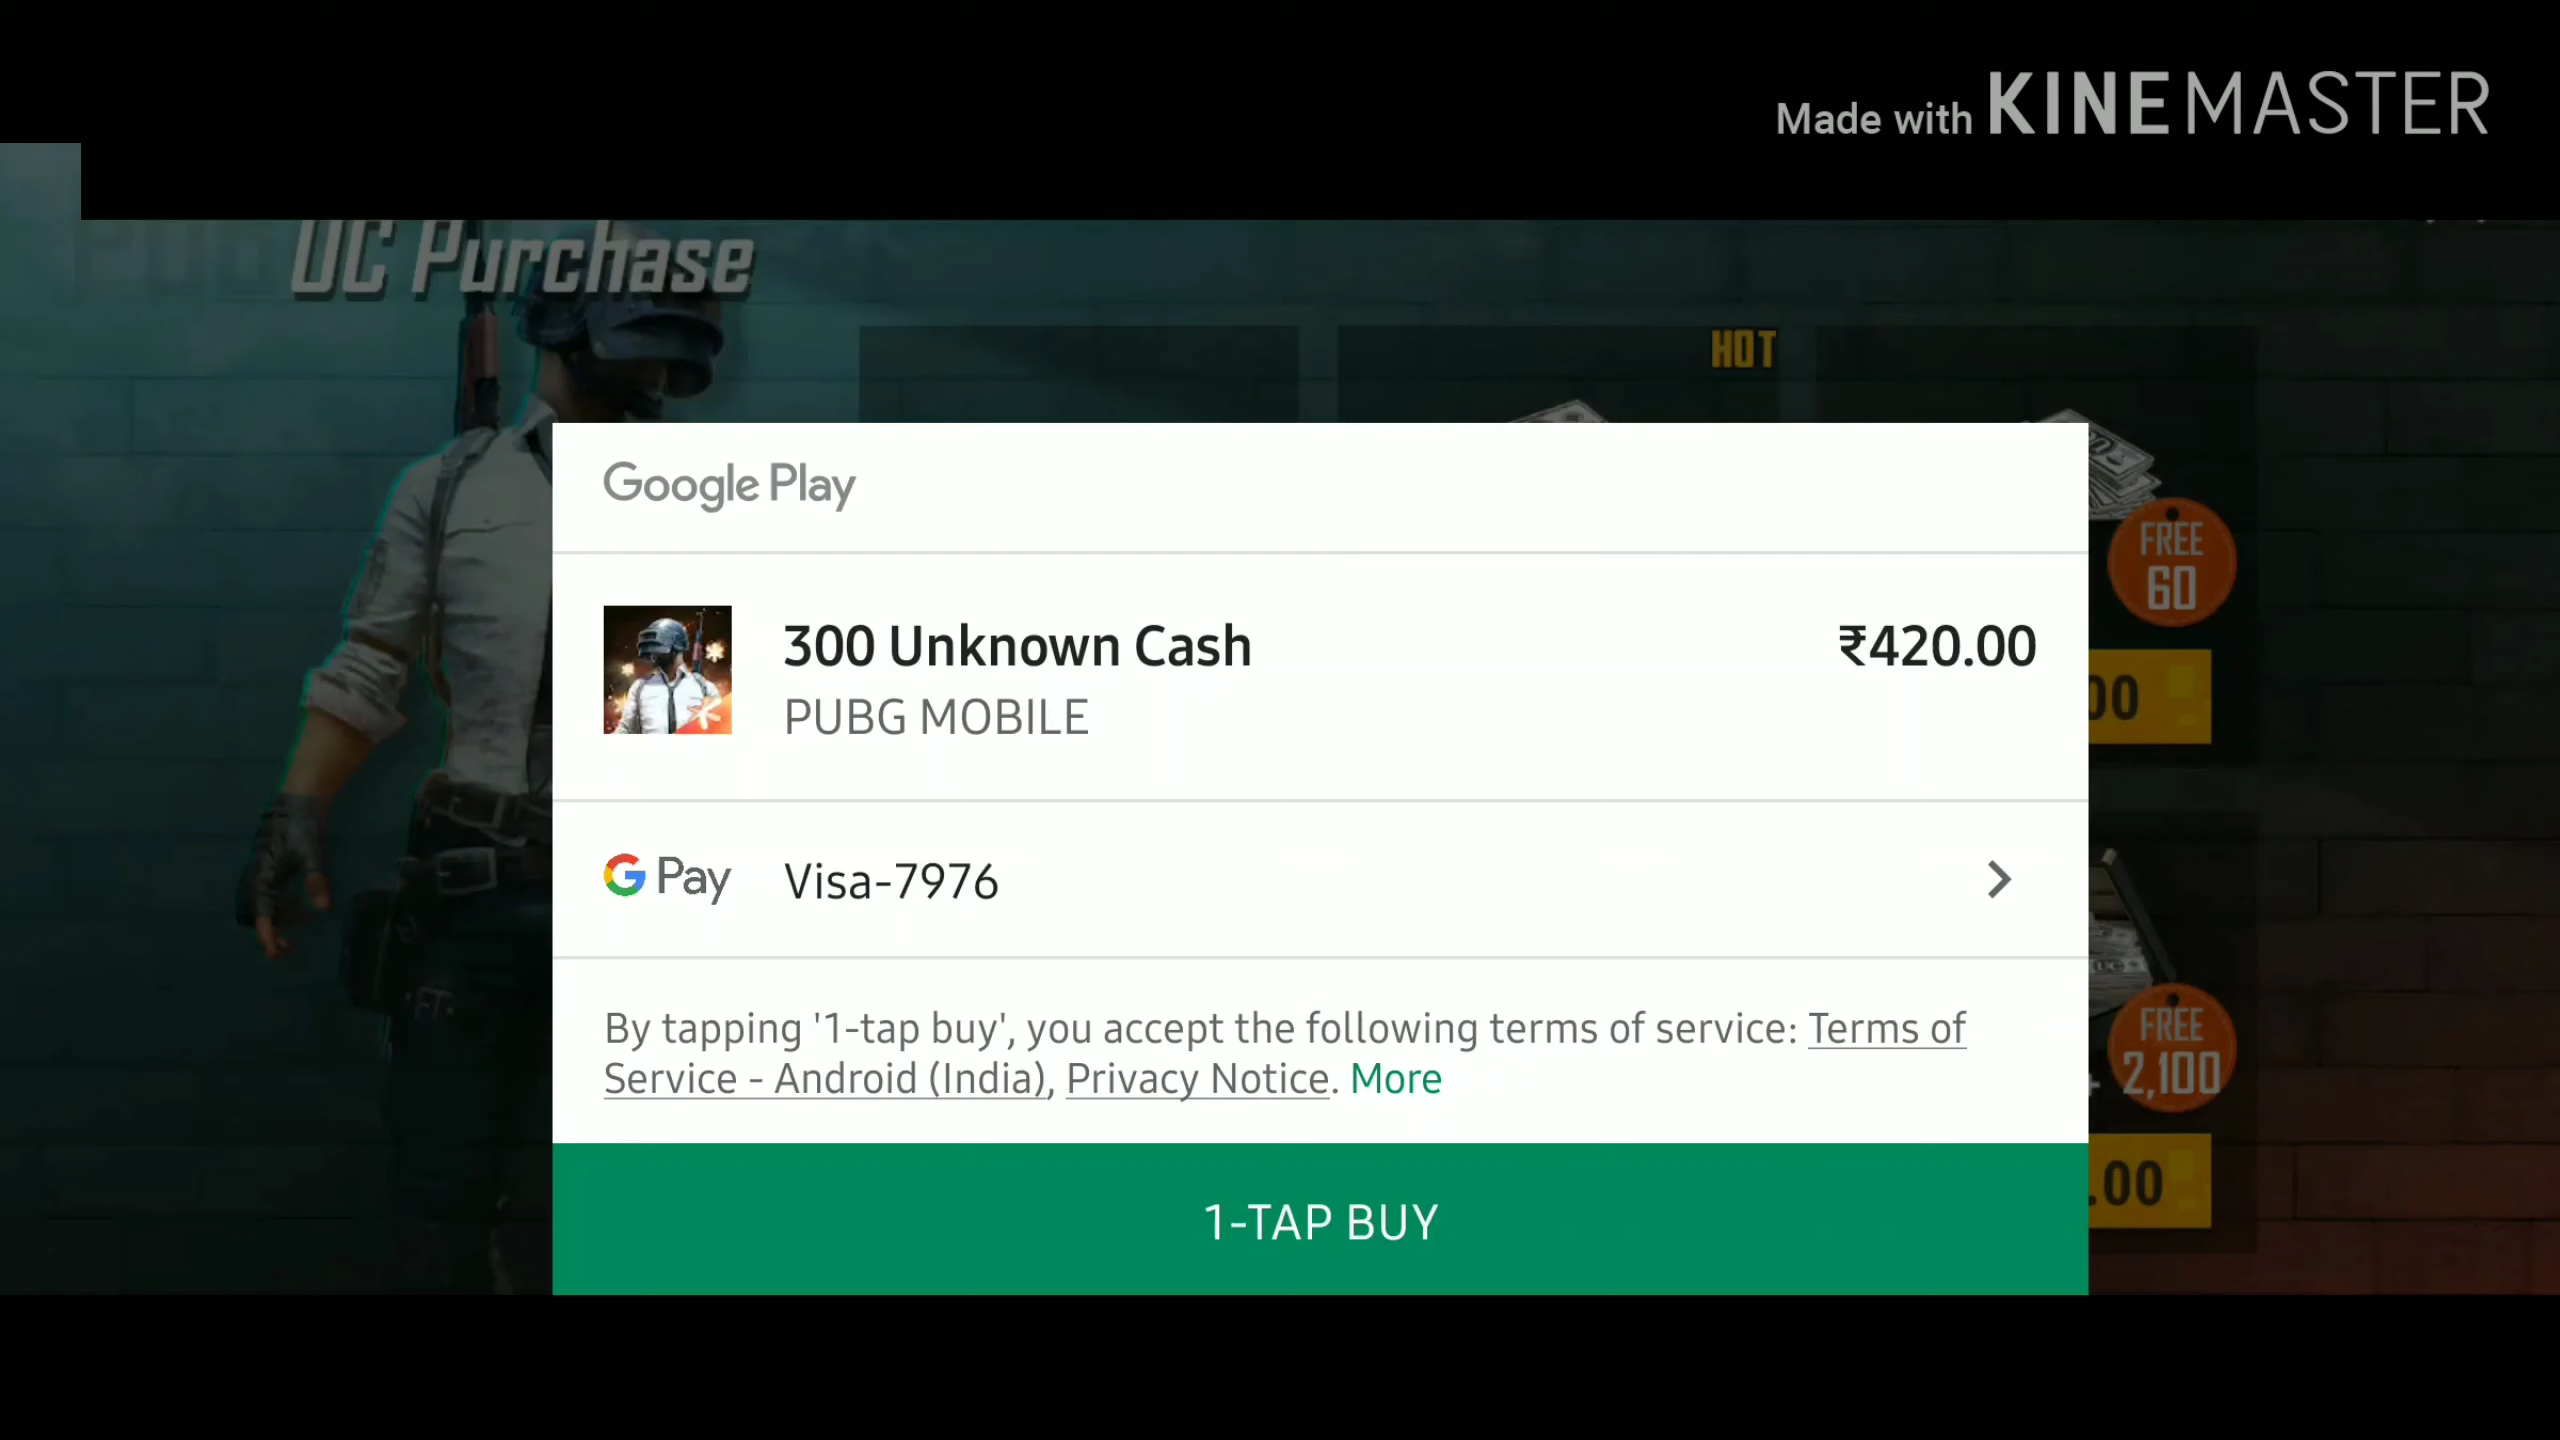 Made with KINEMASTER
UC Purchase
HOT
Google Play
FREE
60
300 Unknown Cash
₹420.00
PUBG MOBILE
00
G Pay Visa-7976
By tapping '1-tap buy', you accept the following terms of service: Terms of
Service - Android (India), Privacy Notice. More
+ FREE
2,100
.00
1-TAP BUY